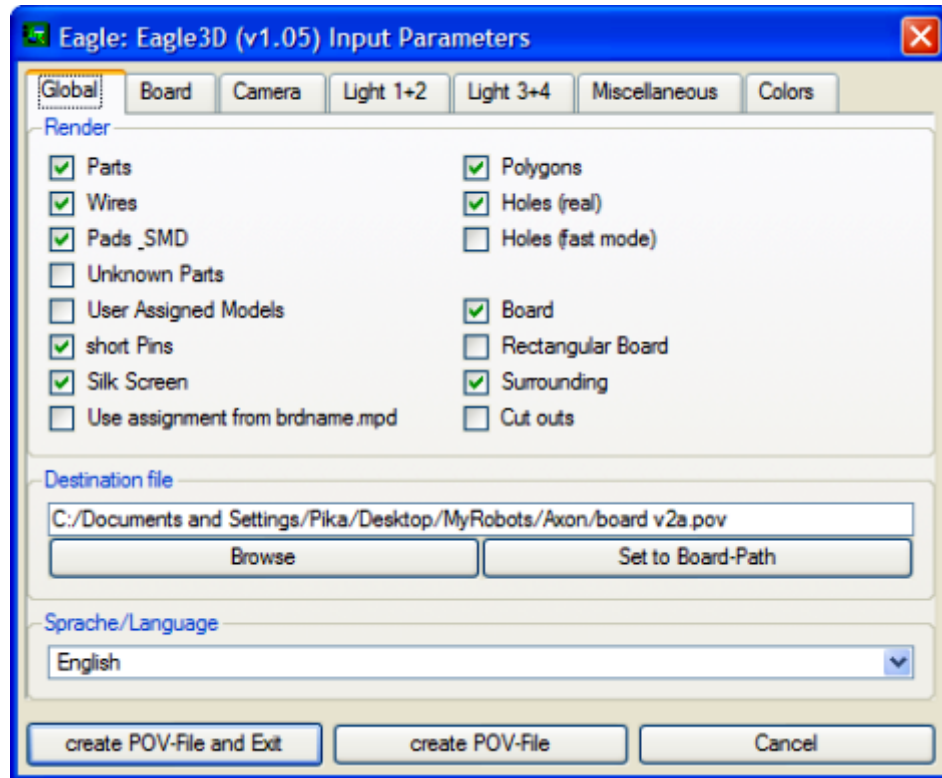 Eagle: Eagle3D (v1.05) Input Parameters
Global Board Camera Light 1+2 Light 3+4 Miscellaneous Colors
Render
Parts Polygons
Wires Holes (real)
Pads _SMD Holes (fast mode)
Unknown Parts
User Assigned Models Board
short Pins Rectangular Board
Silk Screen Surrounding
Use assignment from brdname.mpd Cut outs
Destination file
C:/Documents and Settings/Pika/Desktop/MyRobots/Axon/board v2a.pov
Browse Set to Board-Path
Sprache/Language
English
create POV-File and Exit create POV-File Cancel